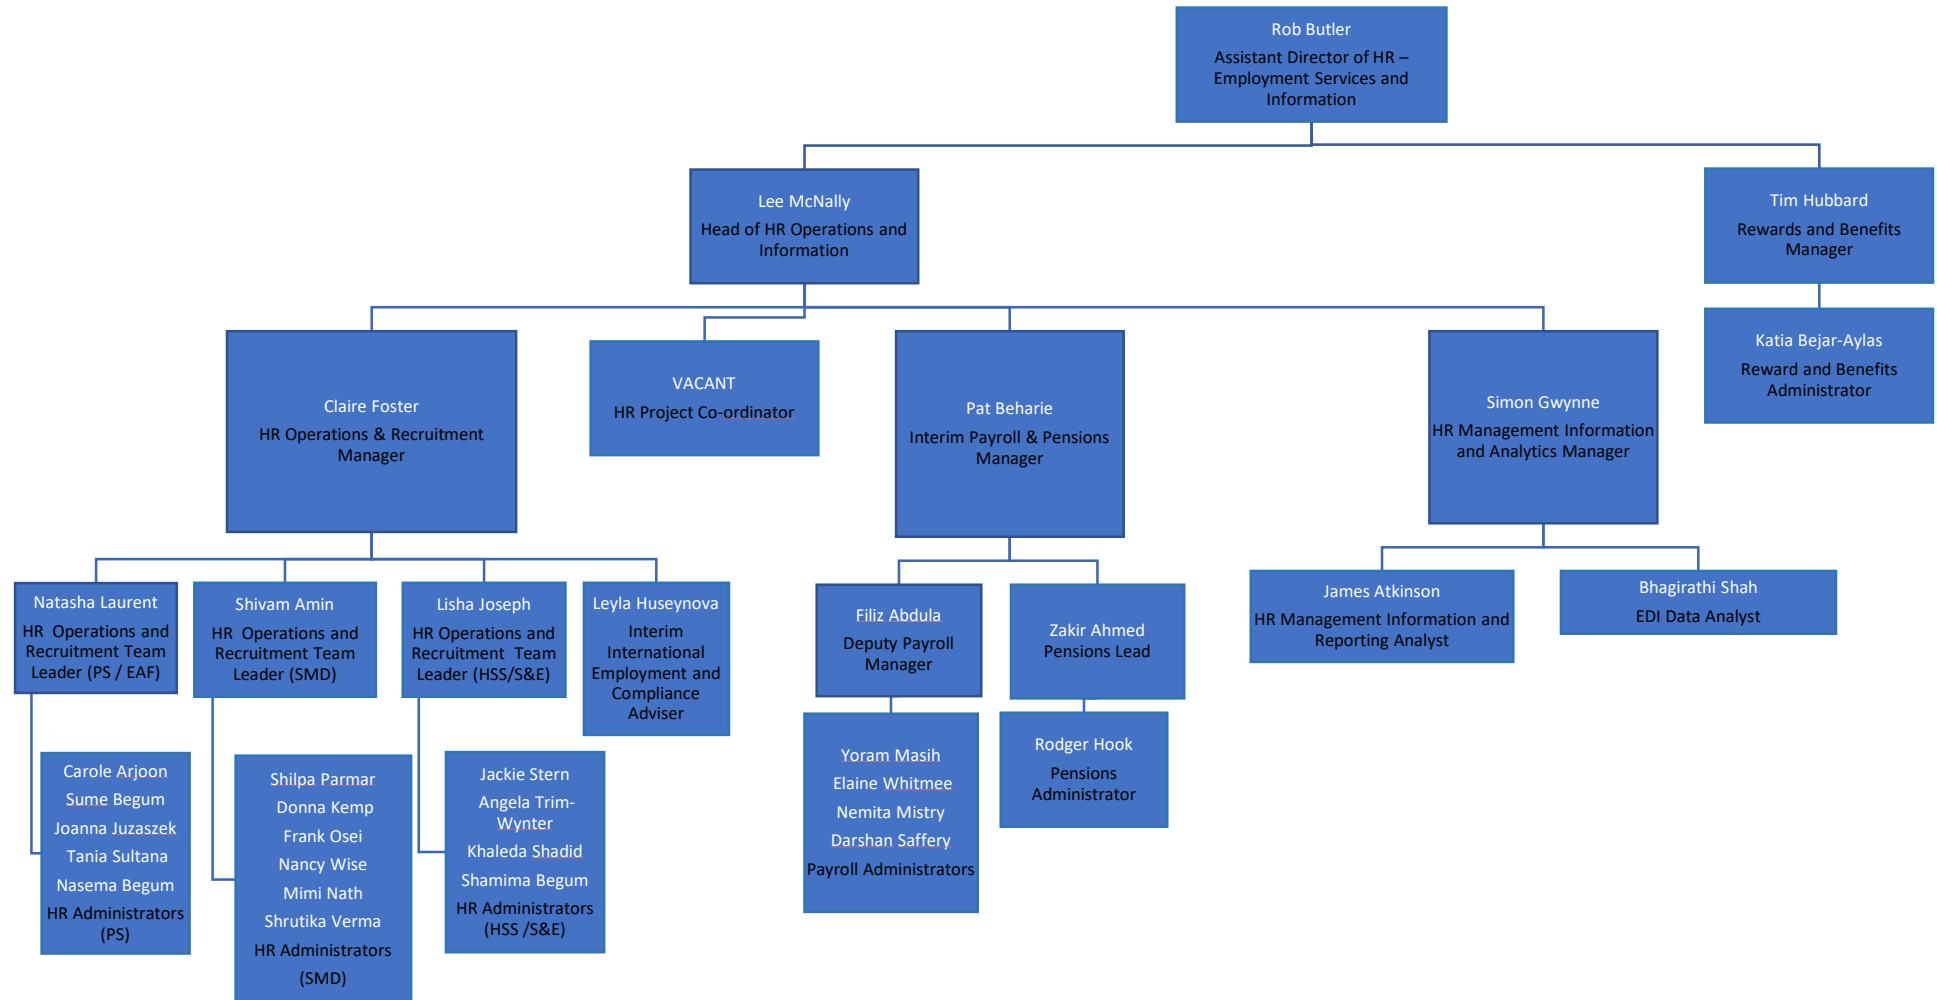 Rob Butler
Assistant Director of HR –
Employment Services and
Information
Lee McNally
Head of HR Operations and
Information
Tim Hubbard
Rewards and Benefits
Manager
Katia Bejar-Aylas
Reward and Benefits
Administrator
Claire Foster
HR Operations & Recruitment
Manager
VACANT
HR Project Co-ordinator
Pat Beharie
Interim Payroll & Pensions
Manager
Simon Gwynne
HR Management Information
and Analytics Manager
Natasha Laurent
HR Operations and
Recruitment Team
Leader (PS / EAF)
Shivam Amin
HR Operations and
Recruitment Team
Leader (SMD)
Lisha Joseph
HR Operations and
Recruitment Team
Leader (HSS/S&E)
Leyla Huseynova
Interim
International
Employment and
Compliance
Adviser
Filiz Abdula
Deputy Payroll
Manager
Zakir Ahmed
Pensions Lead
James Atkinson
HR Management Information and
Reporting Analyst
Bhagirathi Shah
EDI Data Analyst
Carole Arjoon
Sume Begum
Joanna Juzaszek
Tania Sultana
Nasema Begum
HR Administrators
(PS)
Shilpa Parmar
Donna Kemp
Frank Osei
Nancy Wise
Mimi Nath
Shrutika Verma
HR Administrators
(SMD)
Jackie Stern
Angela Trim-
Wynter
Khaleda Shadid
Shamima Begum
HR Administrators
(HSS /S&E)
Yoram Masih
Elaine Whitmee
Nemita Mistry
Darshan Saffery
Payroll Administrators
Rodger Hook
Pensions
Administrator